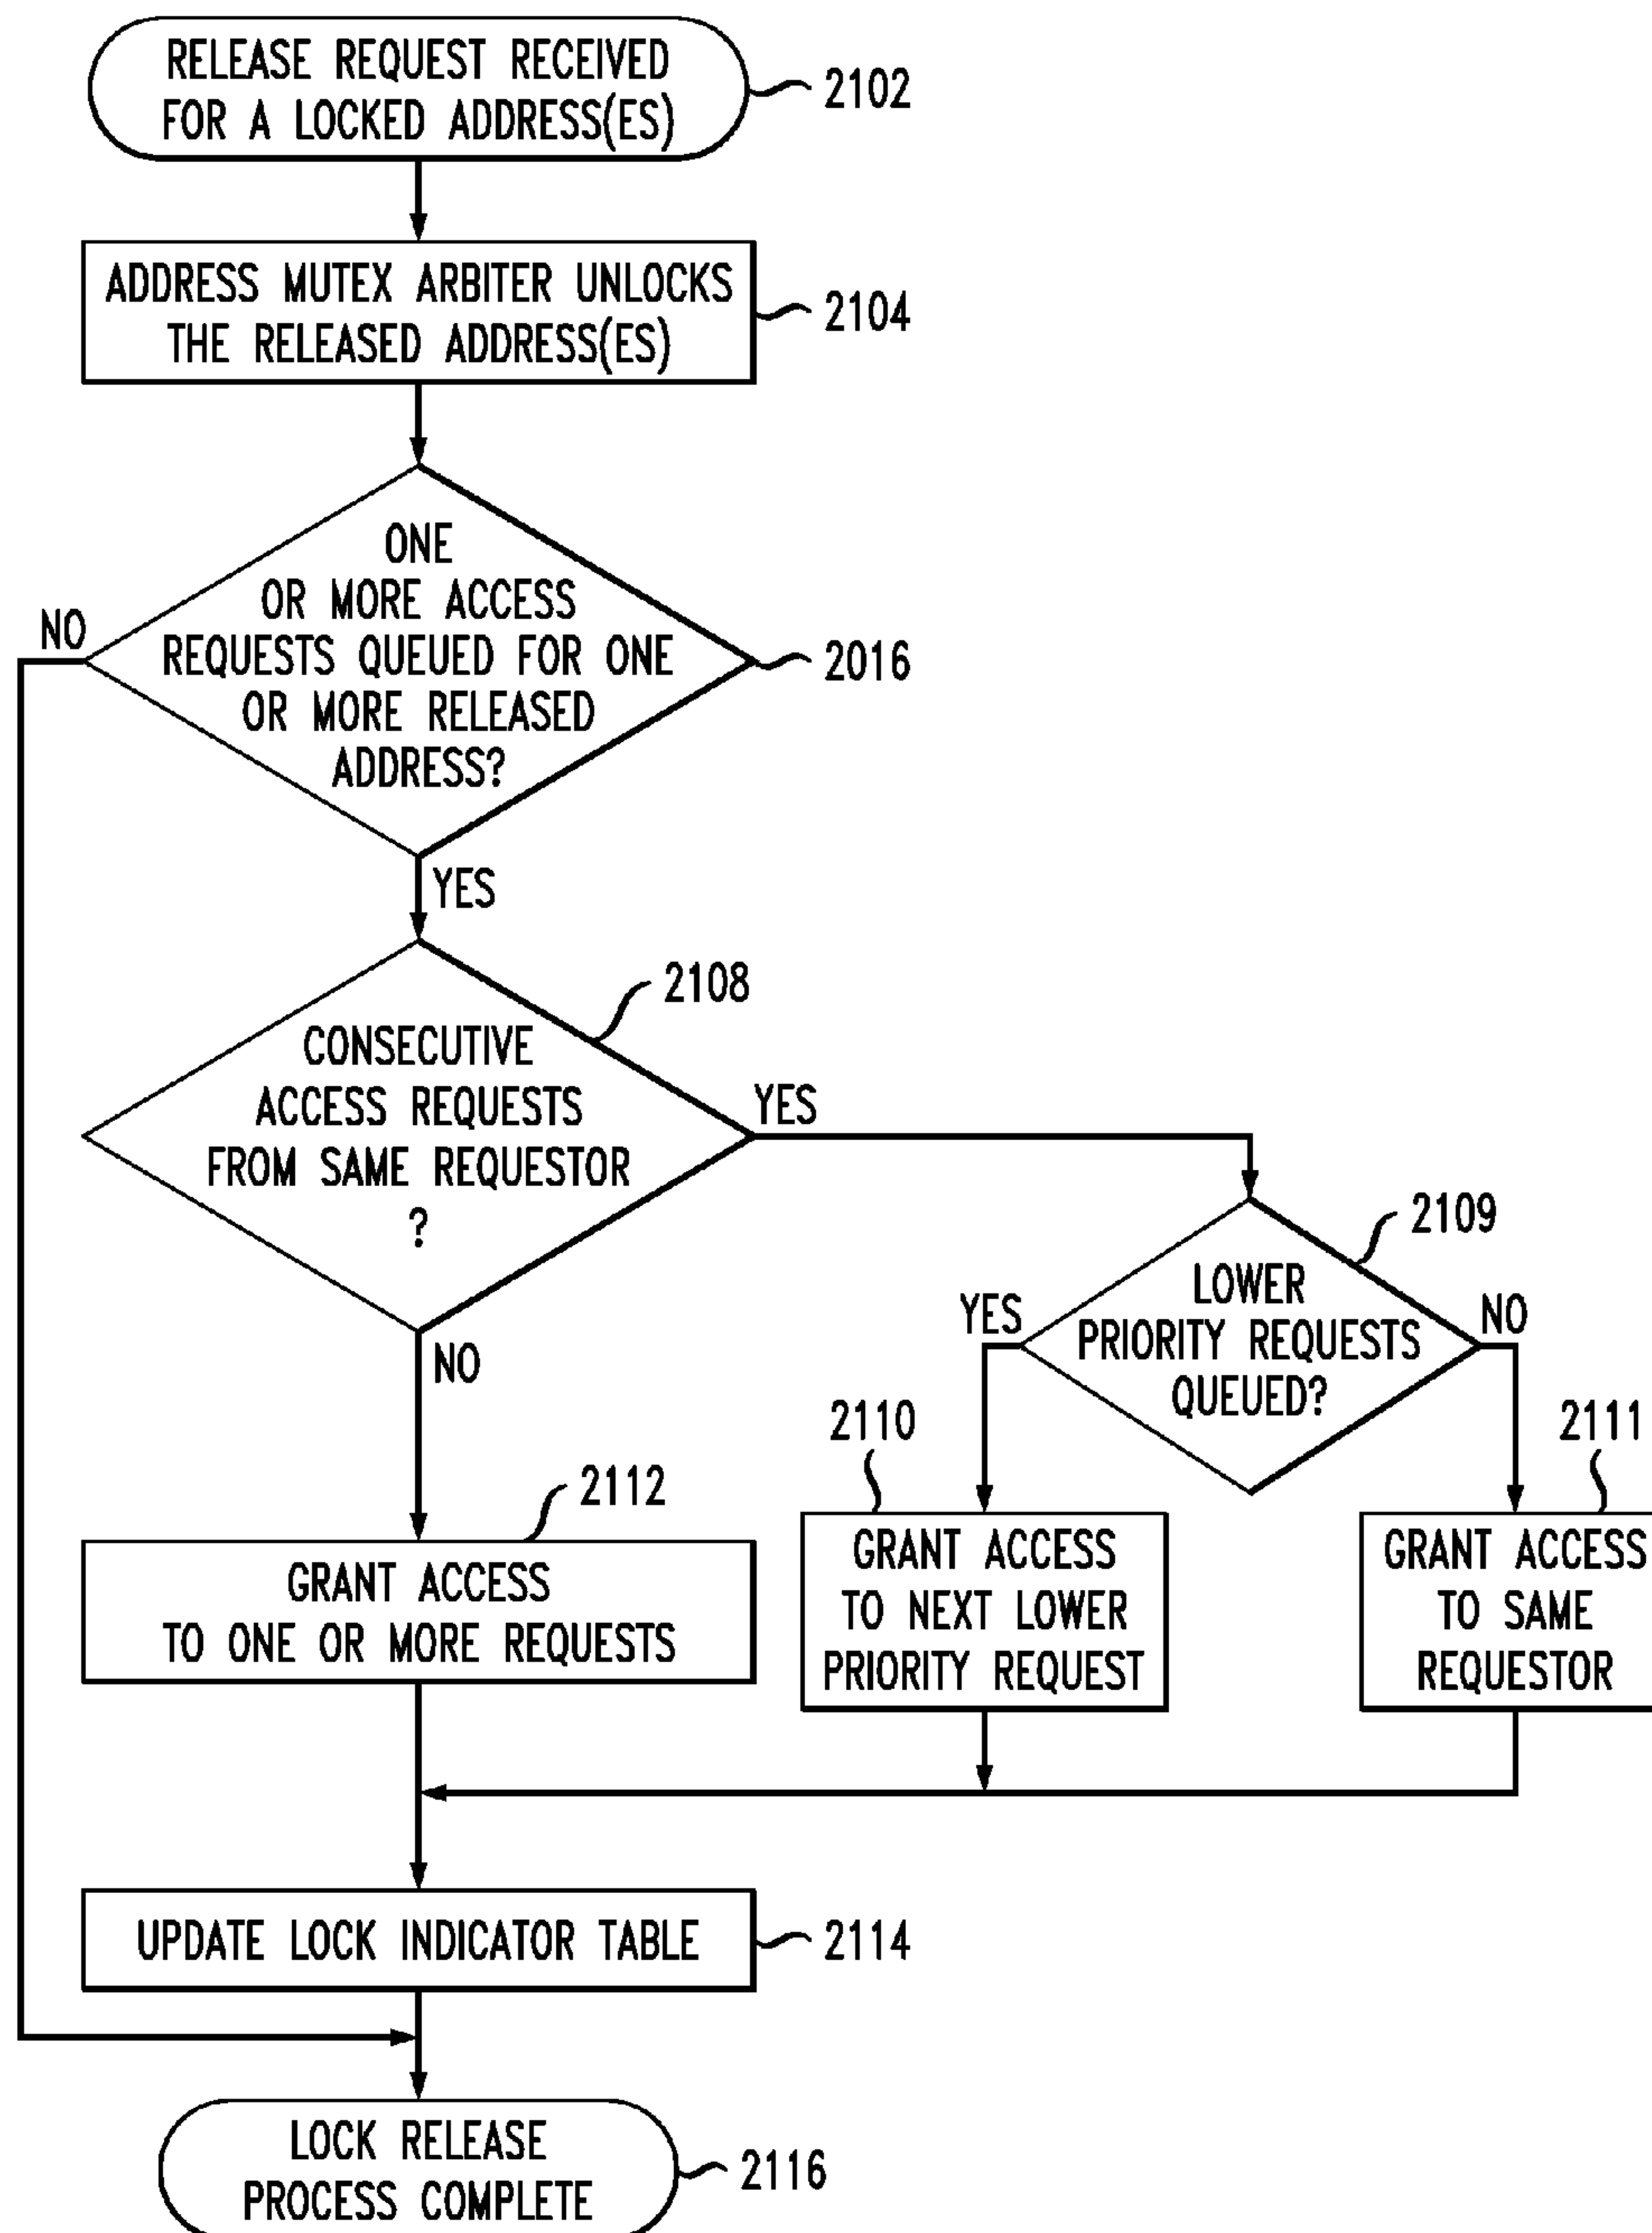 RELEASE REQUEST RECEIVED
FOR A LOCKED ADDRESS(ES)
2102
ADDRESS MUTEX ARBITER UNLOCKS
THE RELEASED ADDRESS(ES)
2104
ONE
OR MORE ACCESS
REQUESTS QUEUED FOR ONE
OR MORE RELEASED
ADDRESS?
NO
2016
YES
2108
CONSECUTIVE
ACCESS REQUESTS
FROM SAME REQUESTOR
?
YES
NO
2109
LOWER
PRIORITY REQUESTS
QUEUED?
YES
NO
2110
2111
2112
GRANT ACCESS
TO ONE OR MORE REQUESTS
GRANT ACCESS
TO NEXT LOWER
PRIORITY REQUEST
GRANT ACCESS
TO SAME
REQUESTOR
UPDATE LOCK INDICATOR TABLE
2114
LOCK RELEASE
PROCESS COMPLETE
2116